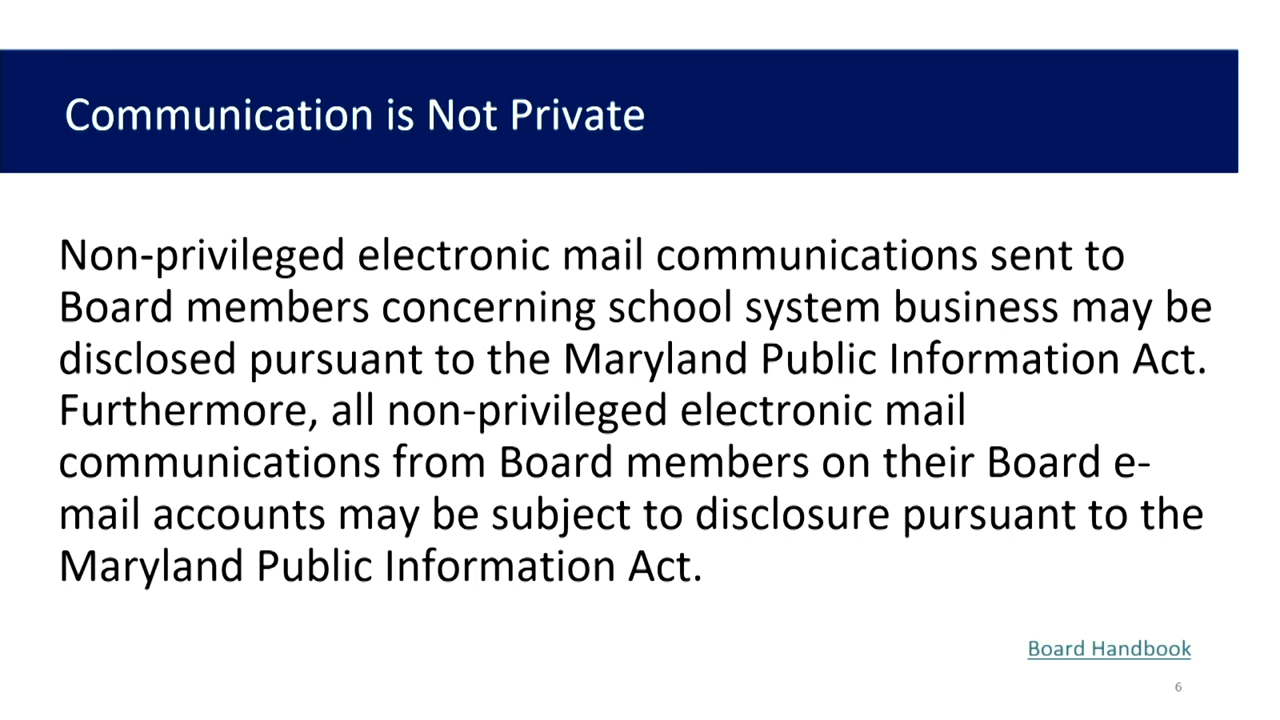 Communication is Not Private
Non-privileged electronic mail communications sent to
Board members concerning school system business may be
disclosed pursuant to the Maryland Public Information Act.
Furthermore, all non-privileged electronic mail
communications from Board members on their Board e-
mail accounts may be subject to disclosure pursuant to the
Maryland Public Information Act.
Board Handbook
6